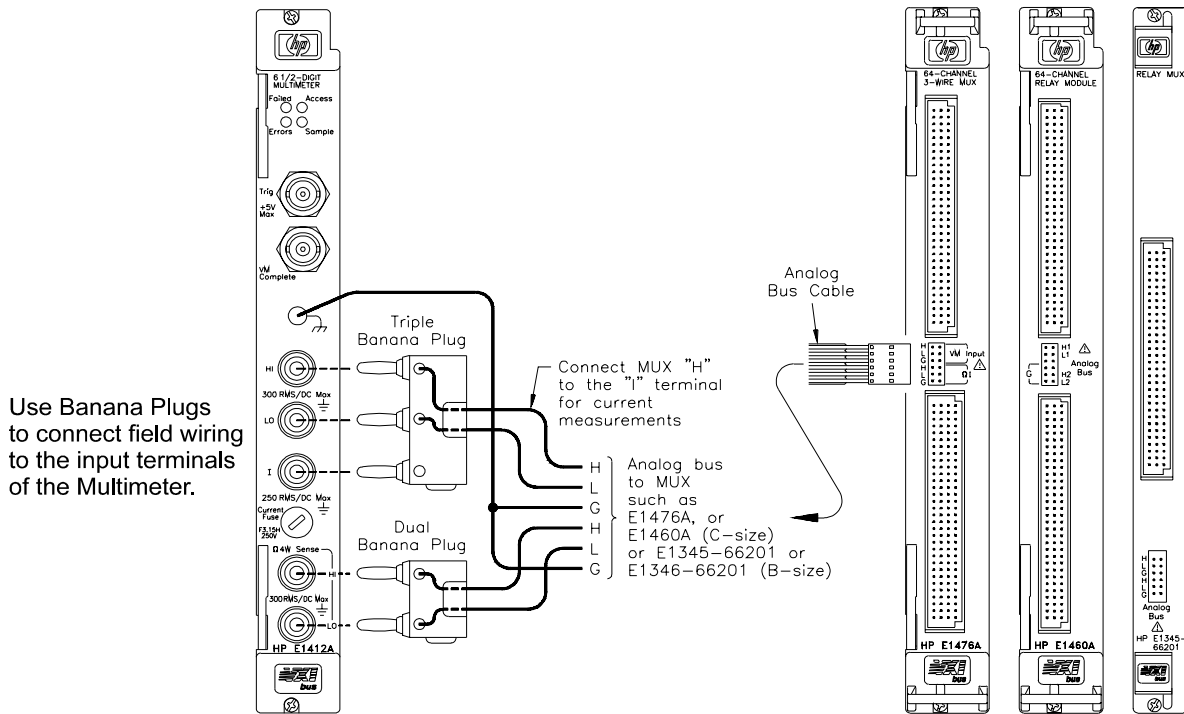 hp
6 1/2-DIGIT
MULTIMETER
Failed Access
Errors Sample
Trig
+5V
Max
VM
Complete
HI
300 RMS/DC Max
LO
I
250 RMS/DC Max
Current
Fuse
F3.15H
250V
Ω4W Sense
HI
300RMS/DC Max
LO
HP E1412A
VXI
bus
Use Banana Plugs
to connect field wiring
to the input terminals
of the Multimeter.
Triple
Banana Plug
Dual
Banana Plug
Connect MUX "H"
to the "I" terminal
for current
measurements
H
L
G
H
L
G
Analog bus
to MUX
such as
E1476A, or
E1460A (C-size)
or E1345-66201 or
E1346-66201 (B-size)
Analog
Bus Cable
hp
64-CHANNEL
3-WIRE MUX
H
L
G
H
L
G
VM Input
ΩI
HP E1476A
VXI
bus
hp
64-CHANNEL
RELAY MODULE
H1
L1
Analog
Bus
G
H2
L2
HP E1460A
VXI
bus
hp
RELAY MUX
H
L
G
H
L
G
Analog
Bus
HP E1345-
66201
VXI
bus